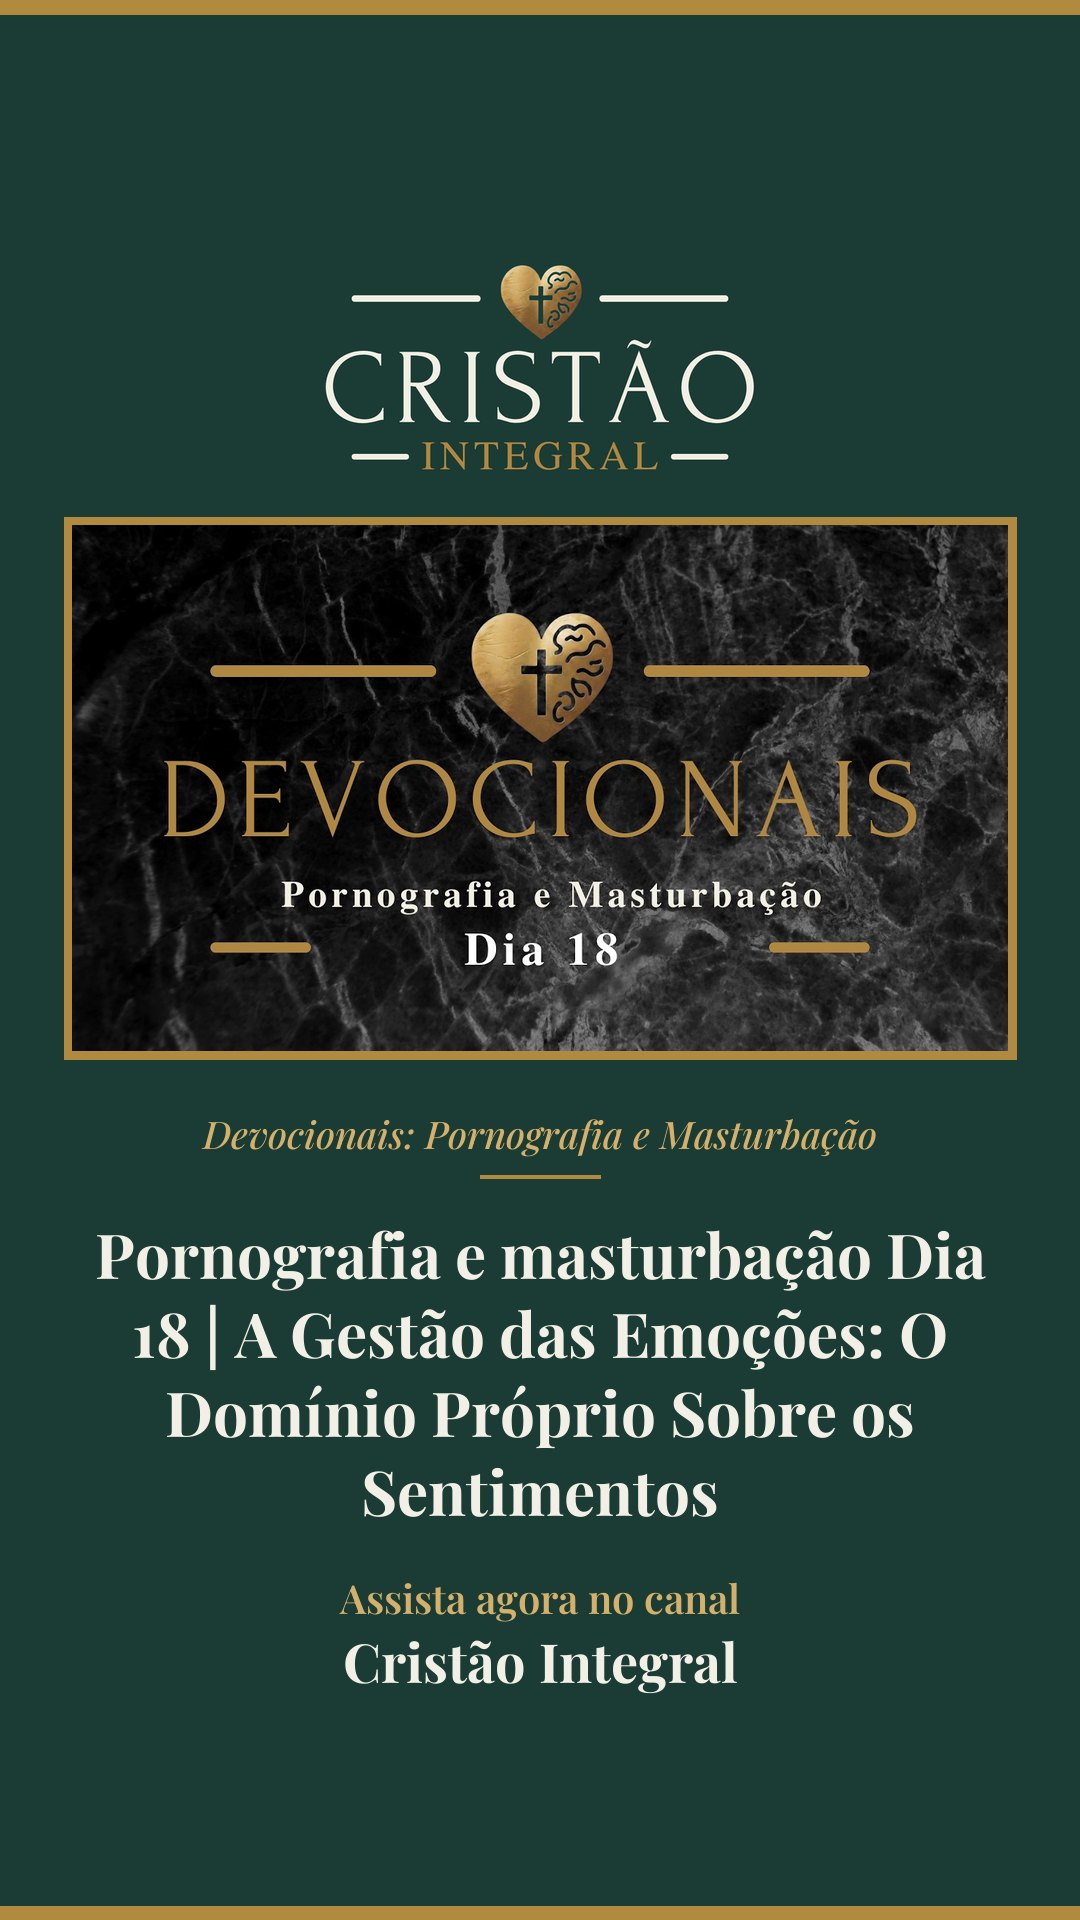 CRISTÃO
INTEGRAL
DEVOCIONAIS
Pornografia e Masturbação
Dia 18
Devocionais: Pornografia e Masturbação
Pornografia e masturbação Dia
18 | A Gestão das Emoções: O
Domínio Próprio Sobre os
Sentimentos
Assista agora no canal
Cristão Integral